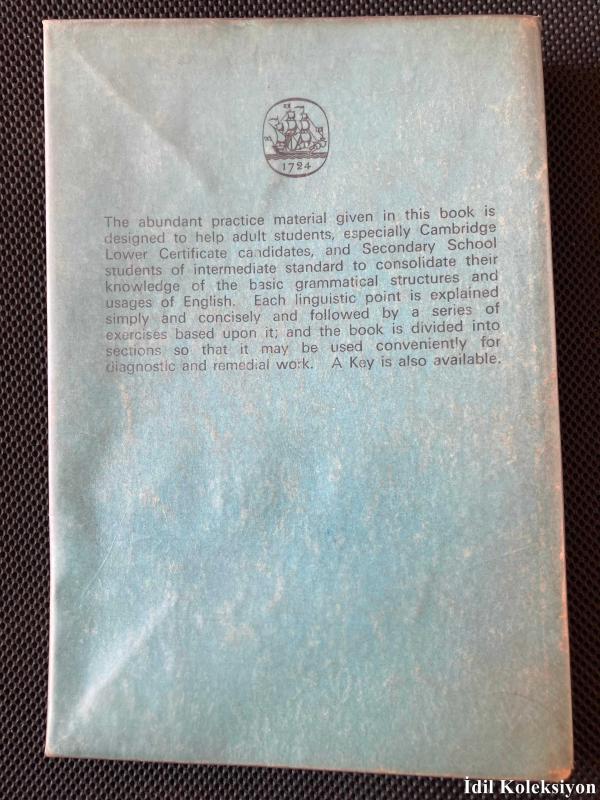 1724
The abundant practice material given in this book is
designed to help adult students, especially Cambridge
Lower Certificate candidates, and Secondary School
students of intermediate standard to consolidate their
knowledge of the basic grammatical structures and
usages of English. Each linguistic point is explained
simply and concisely and followed by a series of
exercises based upon it; and the book is divided into
sections so that it may be used conveniently for
diagnostic and remedial work. A Key is also available.
İdil Koleksiyon